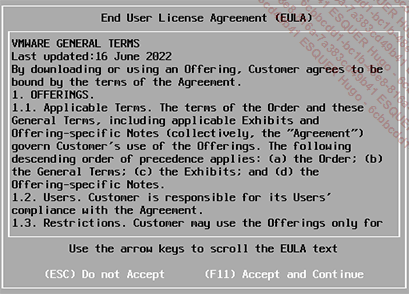 End User License Agreement (EULA)
VMWARE GENERAL TERMS
Last updated:16 June 2022
By downloading or using an Offering, Customer agrees to be
bound by the terms of the Agreement.
1. OFFERINGS.
1.1. Applicable Terms. The terms of the Order and these
General Terms, including applicable Exhibits and
Offering-specific Notes (collectively, the "Agreement")
govern Customer's use of the Offerings. The following
descending order of precedence applies: (a) the Order; (b)
the General Terms; (c) the Exhibits; and (d) the
Offering-specific Notes.
1.2. Users. Customer is responsible for its Users'
compliance with the Agreement.
1.3. Restrictions. Customer may use the Offerings only for
Use the arrow keys to scroll the EULA text
(ESC) Do not Accept (F11) Accept and Continue